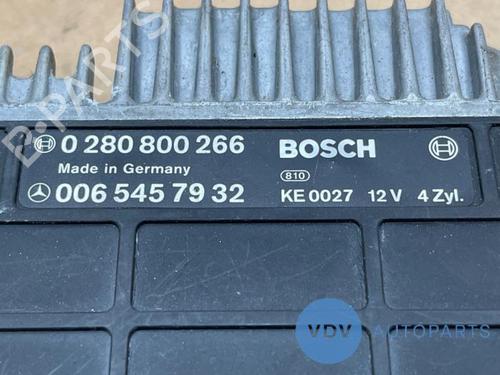 0 280 800 266 BOSCH
Made in Germany 810
006 545 79 32 KE 0027 12 V 4 Zyl.
B-PARTS
VDV AUTOPARTS